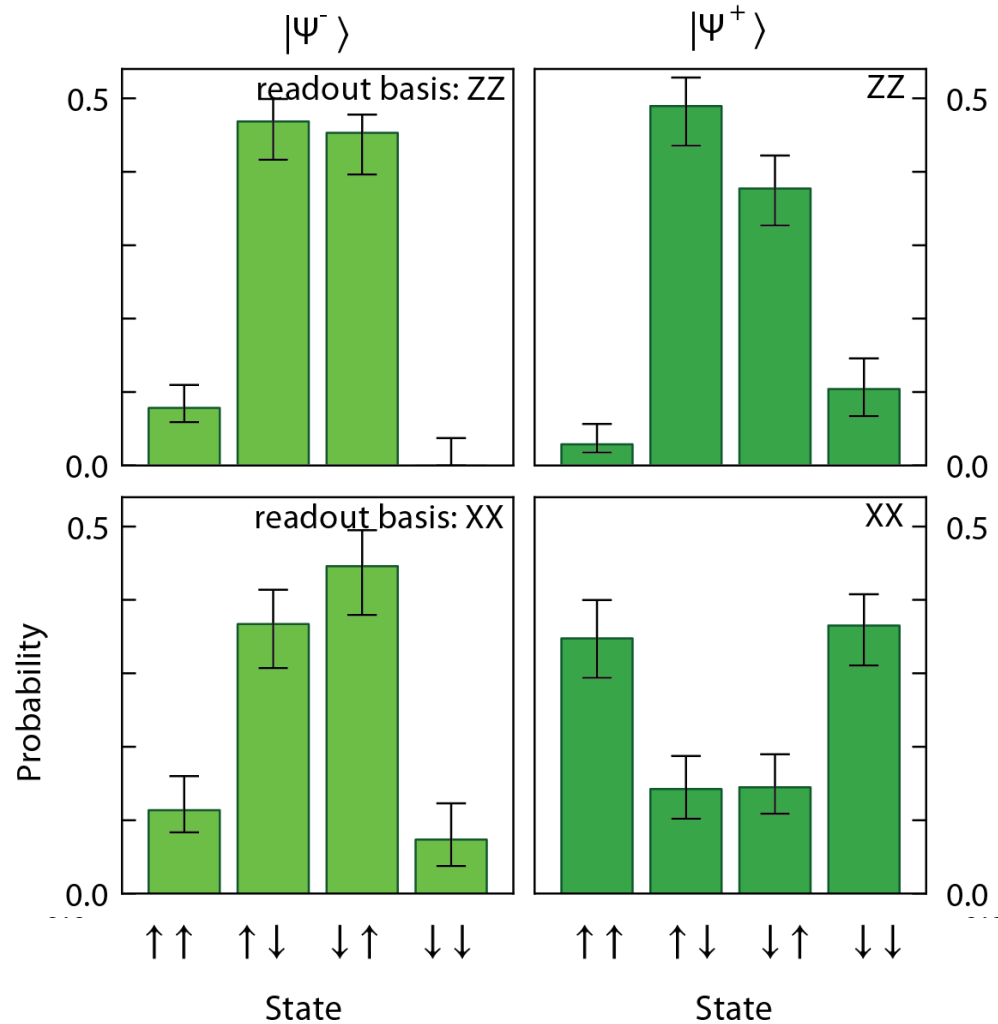 |Ψ⁻⟩ |Ψ⁺⟩
readout basis: ZZ
ZZ
0.5
0.5
0.0
0.0
readout basis: XX
XX
0.5
0.5
0.0
0.0
Probability
↑↑ ↑↓ ↓↑ ↓↓
↑↑ ↑↓ ↓↑ ↓↓
State
State